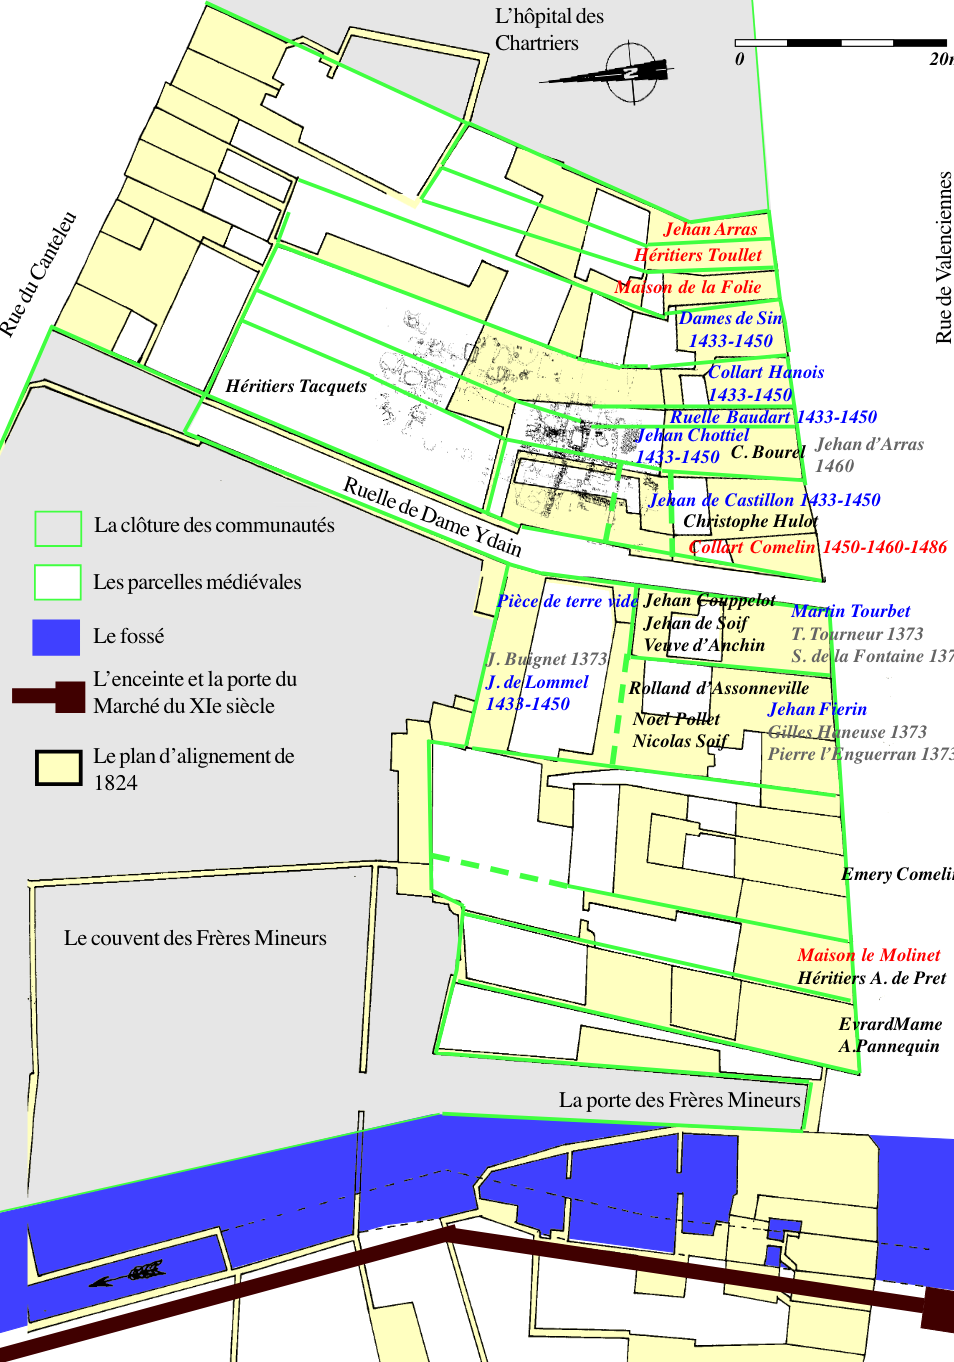 L'hôpital des
Chartriers
N
0
20m
Rue du Canteleu
Rue de Valenciennes
Jehan Arras
Héritiers Toullet
Maison de la Folie
Dames de Sin
1433-1450
Collart Hanois
1433-1450
Héritiers Tacquets
Ruelle Baudart 1433-1450
Jehan Chottiel
1433-1450
C. Bourel
Jehan d'Arras
1460
Ruelle de Dame Ydain
Jehan de Castillon 1433-1450
Christophe Hulot
Collart Comelin 1450-1460-1486
La clôture des communautés
Les parcelles médiévales
Le fossé
L'enceinte et la porte du
Marché du XIe siècle
Le plan d'alignement de
1824
Pièce de terre vide
Jehan Couppelot
Jehan de Soif
Veuve d'Anchin
Martin Tourbet
T. Tourneur 1373
S. de la Fontaine 137
J. Buignet 1373
J. de Lommel
1433-1450
Rolland d'Assonneville
Noel Pollet
Nicolas Soif
Jehan Fierin
Gilles Haneuse 1373
Pierre l'Enguerran 1373
Emery Comelin
Le couvent des Frères Mineurs
Maison le Molinet
Héritiers A. de Pret
EvrardMame
A.Pannequin
La porte des Frères Mineurs